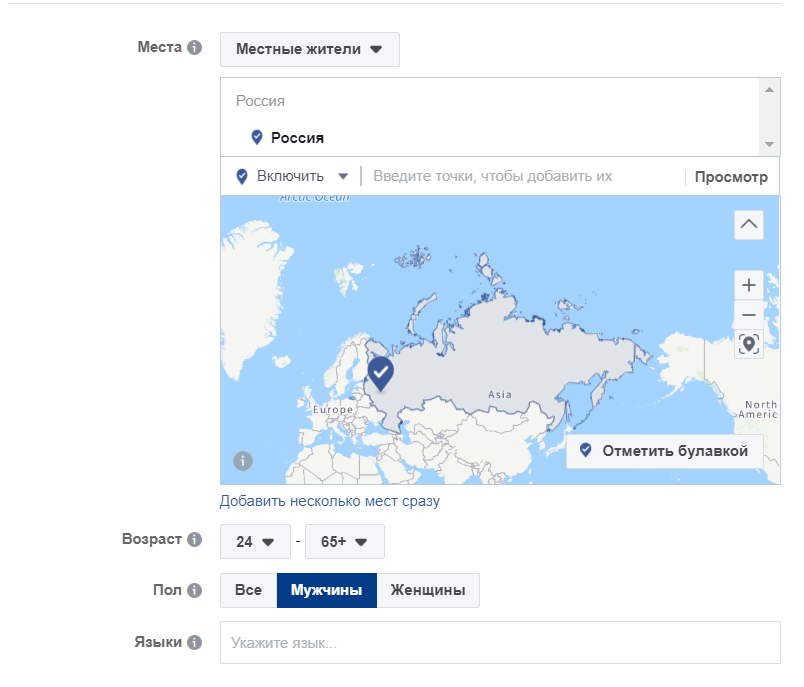 Места
Местные жители
Россия
Россия
Включить Введите точки, чтобы добавить их Просмотр
Arctic Ocean
Asia
Europe
North
Americ
Отметить булавкой
Добавить несколько мест сразу
Возраст 24 - 65+
Пол Все Мужчины Женщины
Языки Укажите язык...